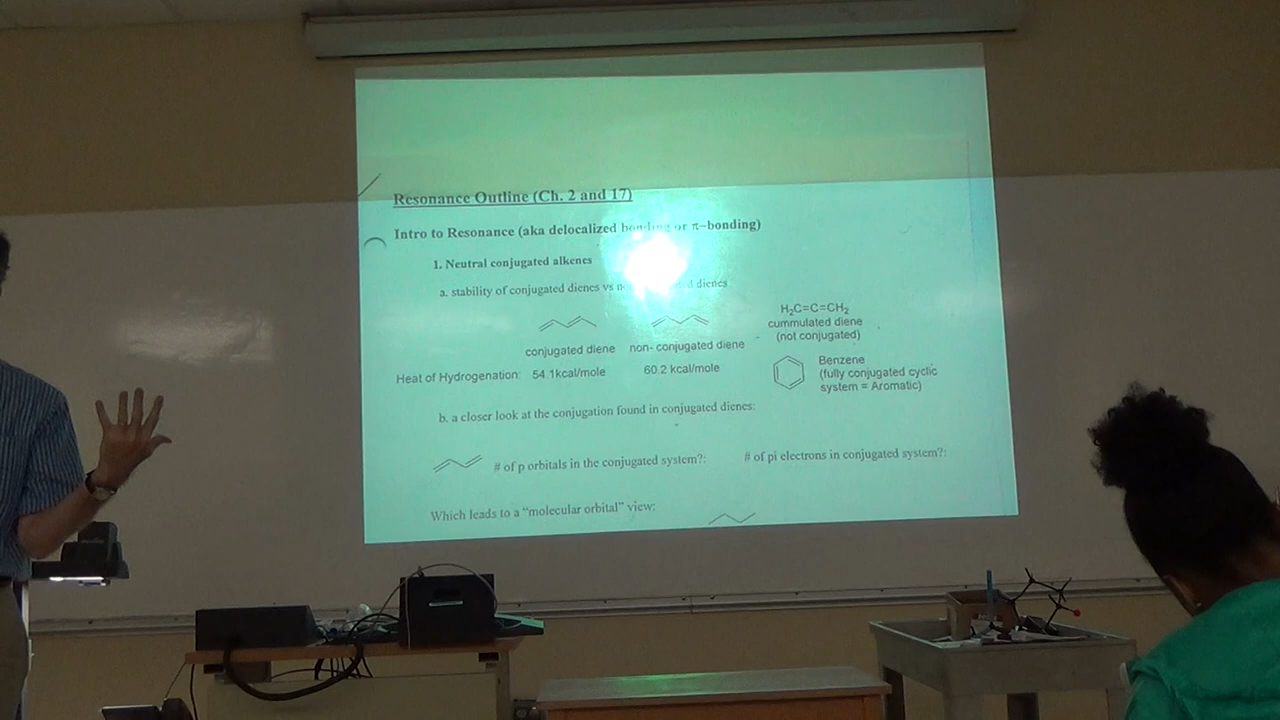 Resonance Outline (Ch. 2 and 17)
Intro to Resonance (aka delocalized bonding or π-bonding)
1. Neutral conjugated alkenes
a. stability of conjugated dienes vs dienes
H₂C=C=CH₂
cummulated diene
(not conjugated)
conjugated diene non-conjugated diene
Heat of Hydrogenation: 54.1kcal/mole 60.2 kcal/mole
Benzene
(fully conjugated cyclic
system = Aromatic)
b. a closer look at the conjugation found in conjugated dienes:
# of p orbitals in the conjugated system?: # of pi electrons in conjugated system?:
Which leads to a “molecular orbital” view: